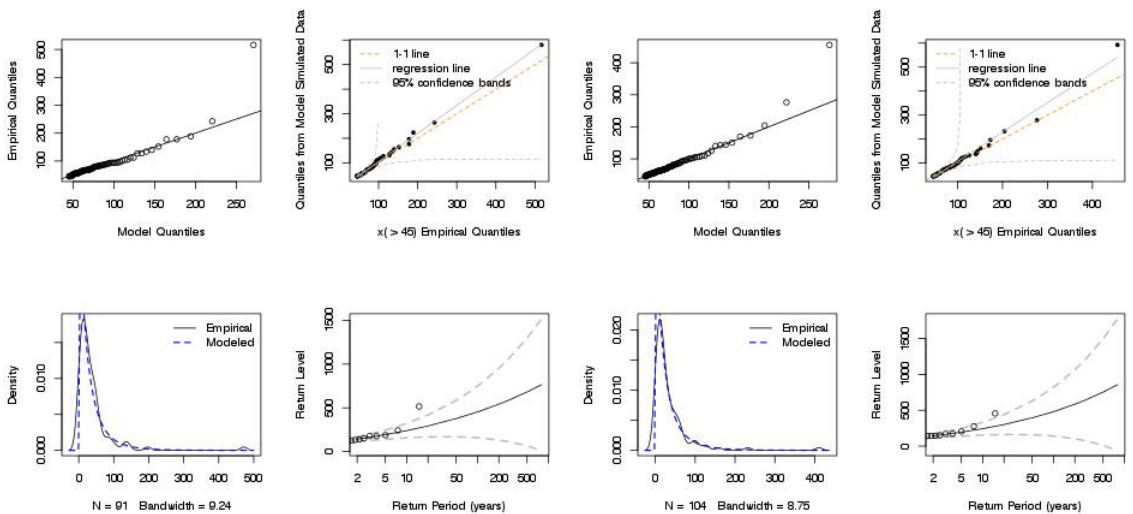 Empirical Quantiles
500
400
300
200
100
50 100 150 200 250
Model Quantiles
Quantiles from Model Simulated Data
500
300
100
1-1 line
regression line
95% confidence bands
100 200 300 400 500
x( > 45) Empirical Quantiles
Empirical Quantiles
400
300
200
100
50 100 150 200 250
Model Quantiles
Quantiles from Model Simulated Data
500
300
100
1-1 line
regression line
95% confidence bands
100 200 300 400
x( > 45) Empirical Quantiles
Density
0.010
0.000
Empirical
Modeled
0 100 200 300 400 500
N = 91 Bandwidth = 9.24
Return Level
1500
1000
500
0
2 5 10 50 200 500
Return Period (years)
Density
0.020
0.010
0.000
Empirical
Modeled
0 100 200 300 400
N = 104 Bandwidth = 8.75
Return Level
1500
1000
500
0
2 5 10 50 100 500
Return Period (years)